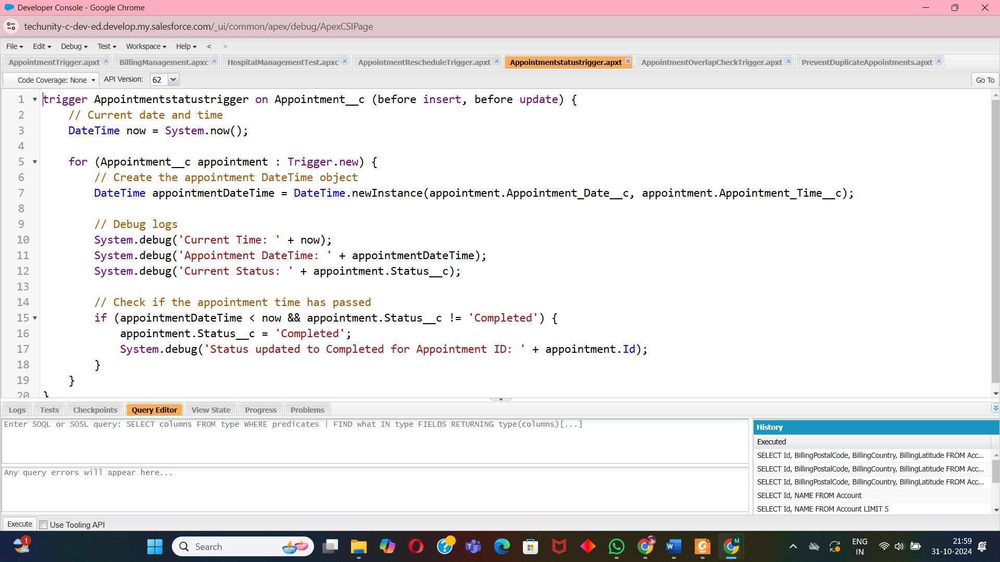 Developer Console - Google Chrome
techunity-c-dev-ed.develop.my.salesforce.com/_ui/common/apex/debug/ApexCSIPage
File Edit Debug Test Workspace Help < >
AppointmentTrigger.apxt BillingManagement.apxc HospitalManagementTest.apxc AppointmentRescheduleTrigger.apxt Appointmentstatustrigger.apxt AppointmentOverlapCheckTrigger.apxt PreventDuplicateAppointments.apxt
Code Coverage: None API Version: 62 Go To
1 trigger Appointmentstatustrigger on Appointment__c (before insert, before update) {
2 // Current date and time
3 DateTime now = System.now();
4
5 for (Appointment__c appointment : Trigger.new) {
6 // Create the appointment DateTime object
7 DateTime appointmentDateTime = DateTime.newInstance(appointment.Appointment_Date__c, appointment.Appointment_Time__c);
8
9 // Debug logs
10 System.debug('Current Time: ' + now);
11 System.debug('Appointment DateTime: ' + appointmentDateTime);
12 System.debug('Current Status: ' + appointment.Status__c);
13
14 // Check if the appointment time has passed
15 if (appointmentDateTime < now && appointment.Status__c != 'Completed') {
16 appointment.Status__c = 'Completed';
17 System.debug('Status updated to Completed for Appointment ID: ' + appointment.Id);
18 }
19 }
20 }
Logs Tests Checkpoints Query Editor View State Progress Problems
Enter SOQL or SOSL query: SELECT columns FROM type WHERE predicates | FIND what IN type FIELDS RETURNING type(columns)[...]
Any query errors will appear here...
History
Executed
SELECT Id, BillingPostalCode, BillingCountry, BillingLatitude FROM Acc...
SELECT Id, BillingPostalCode, BillingCountry, BillingLatitude FROM Acc...
SELECT Id, BillingPostalCode, BillingCountry, BillingLatitude FROM Acc...
SELECT Id, NAME FROM Account
SELECT Id, NAME FROM Account LIMIT 5
Execute Use Tooling API
1
Search
ENG
IN
21:59
31-10-2024